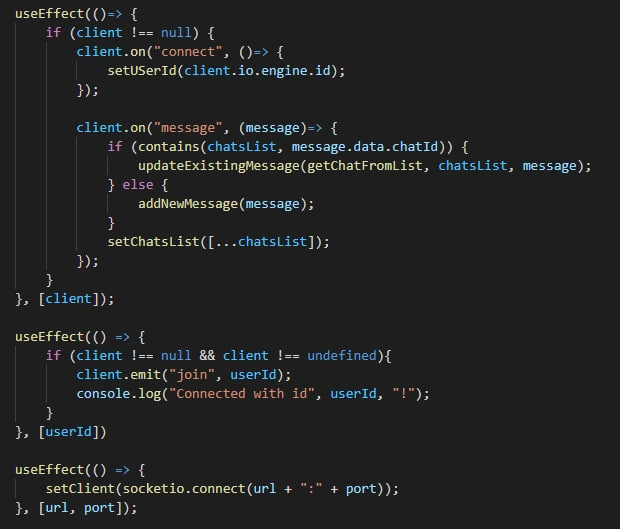 useEffect(()=> {
    if (client !== null) {
        client.on("connect", ()=> {
            setUSerId(client.io.engine.id);
        });

        client.on("message", (message)=> {
            if (contains(chatsList, message.data.chatId)) {
                updateExistingMessage(getChatFromList, chatsList, message);
            } else {
                addNewMessage(message);
            }
            setChatsList([...chatsList]);
        });
    }
}, [client]);

useEffect(() => {
    if (client !== null && client !== undefined){
        client.emit("join", userId);
        console.log("Connected with id", userId, "!");
    }
}, [userId])

useEffect(() => {
    setClient(socketio.connect(url + ":" + port));
}, [url, port]);